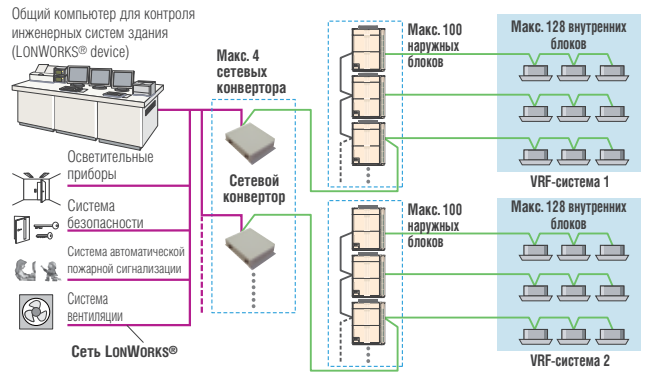 Общий компьютер для контроля
инженерных систем здания
(LONWORKS® device)
Макс. 4
сетевых
конвертора
Макс. 100
наружных
блоков
Макс. 128 внутренних
блоков
VRF-система 1
Осветительные
приборы
Система
безопасности
Система автоматической
пожарной сигнализации
Система
вентиляции
Сеть LONWORKS®
Сетевой
конвертор
Макс. 100
наружных
блоков
Макс. 128 внутренних
блоков
VRF-система 2